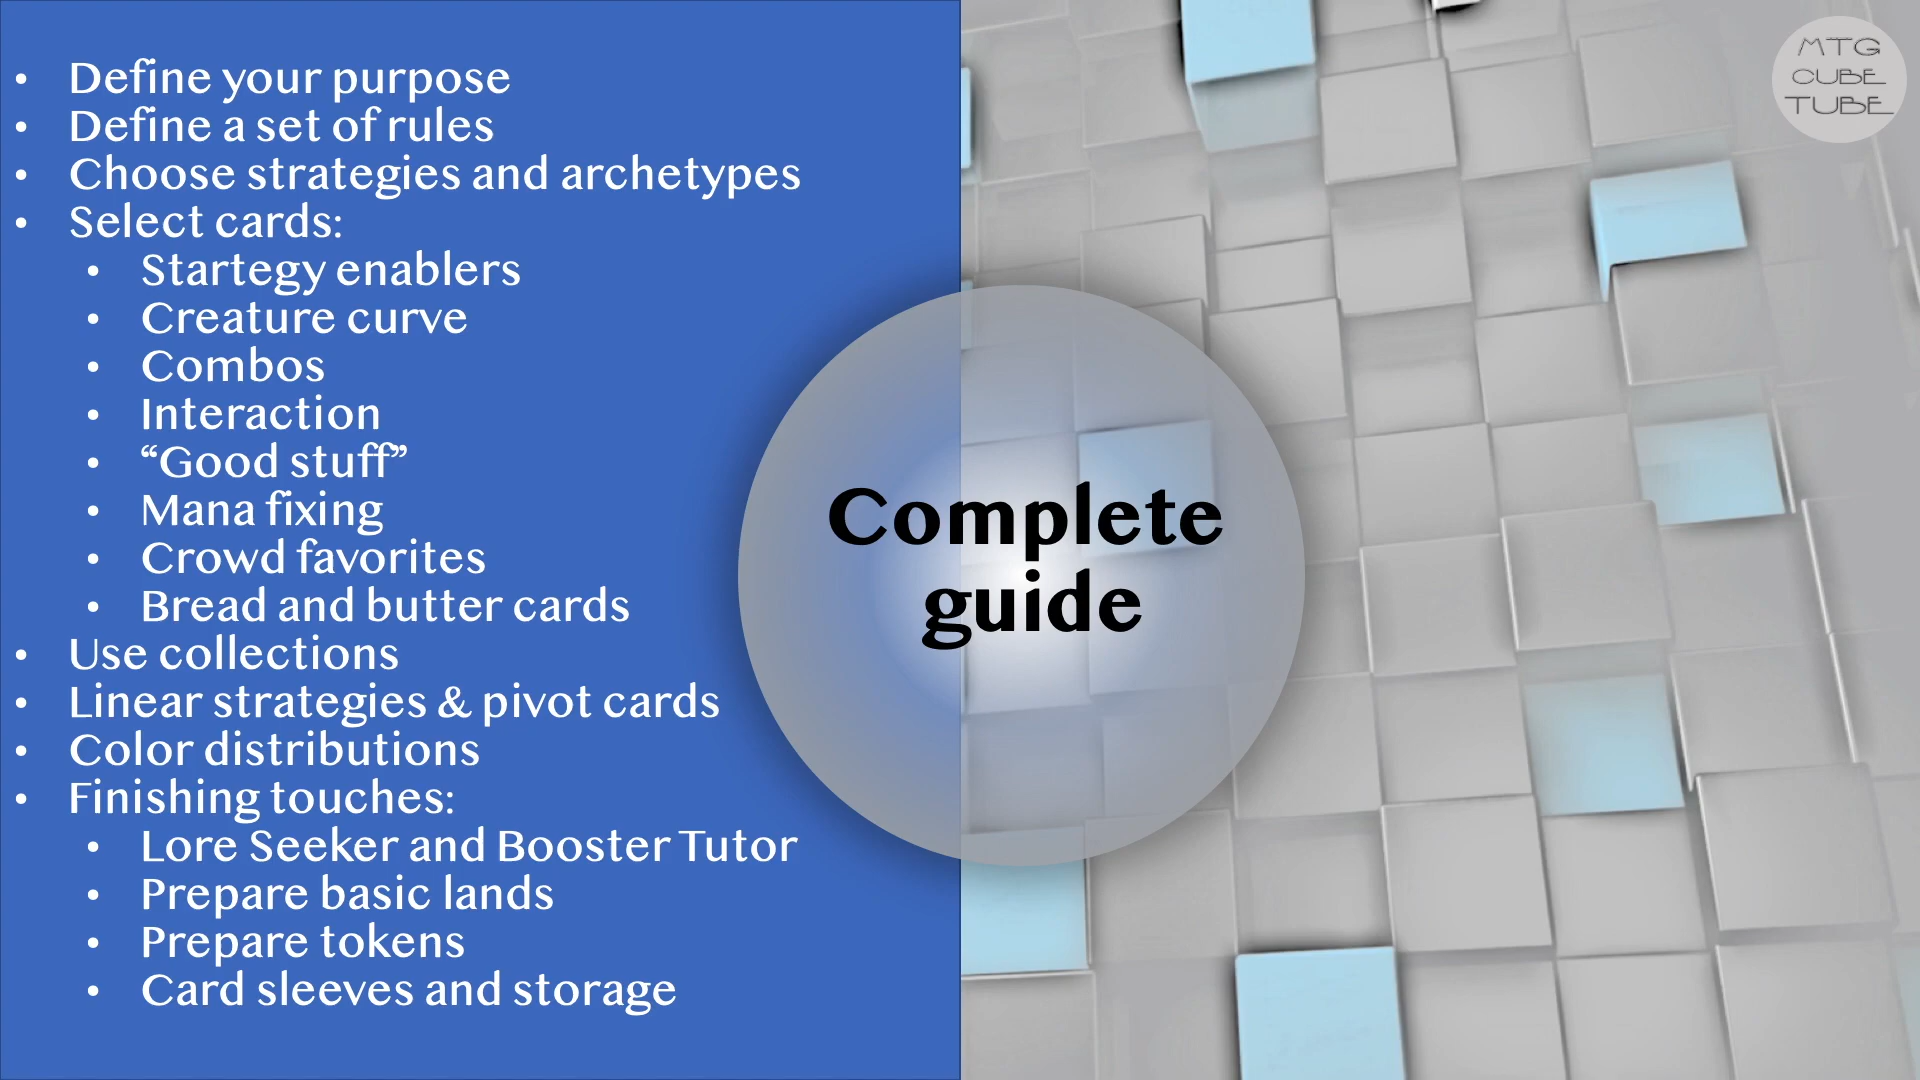 • Define your purpose
• Define a set of rules
• Choose strategies and archetypes
• Select cards:
• Startegy enablers
• Creature curve
• Combos
• Interaction
• “Good stuff”
• Mana fixing
• Crowd favorites
• Bread and butter cards
• Use collections
• Linear strategies & pivot cards
• Color distributions
• Finishing touches:
• Lore Seeker and Booster Tutor
• Prepare basic lands
• Prepare tokens
• Card sleeves and storage
Complete
guide
MTG
CUBE
TUBE